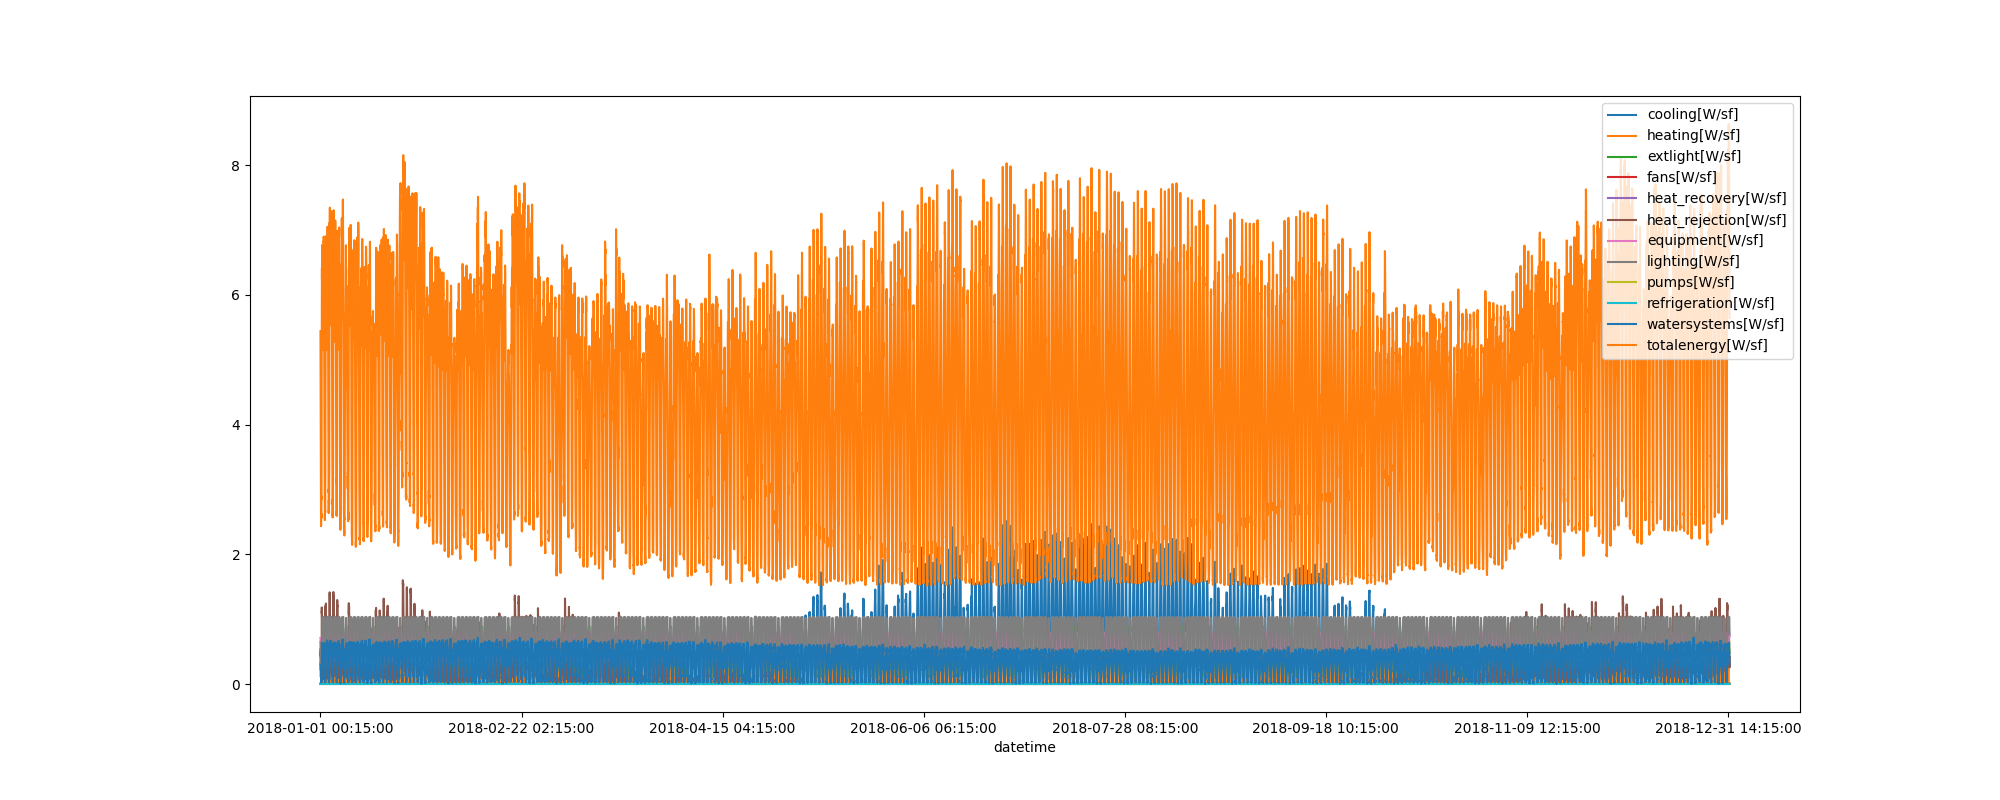 cooling[W/sf]
heating[W/sf]
extlight[W/sf]
fans[W/sf]
heat_recovery[W/sf]
heat_rejection[W/sf]
equipment[W/sf]
lighting[W/sf]
pumps[W/sf]
refrigeration[W/sf]
watersystems[W/sf]
totalenergy[W/sf]
8
6
4
2
0
2018-01-01 00:15:00 2018-02-22 02:15:00 2018-04-15 04:15:00 2018-06-06 06:15:00 2018-07-28 08:15:00 2018-09-18 10:15:00 2018-11-09 12:15:00 2018-12-31 14:15:00
datetime